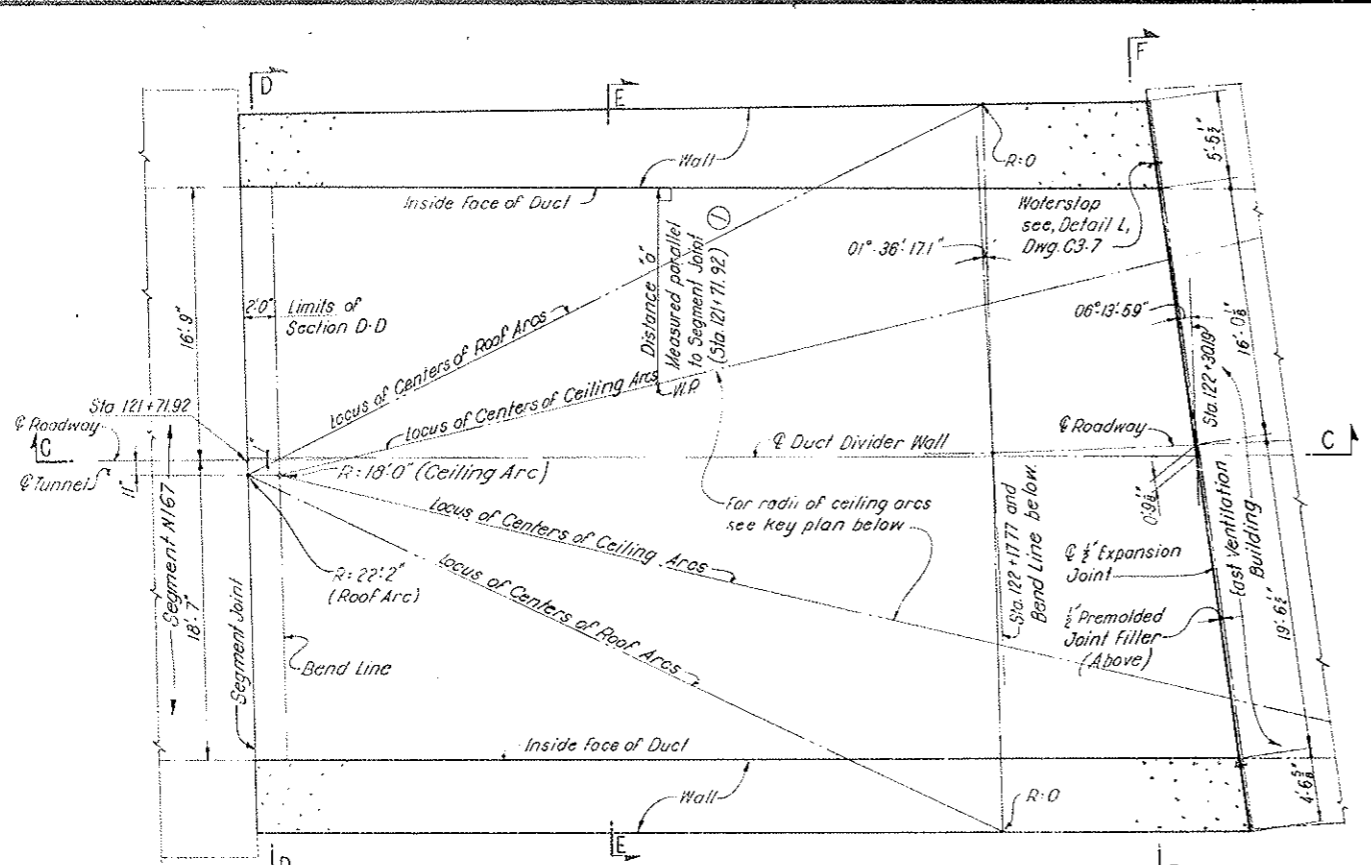 D
E
F
Wall
R=0
5'-6½"
Inside Face of Duct
Waterstop
see, Detail L,
Dwg. C3.7
01°-36'-17.1"
06°-13'-59"
16'-9"
2'-0"
Limits of
Section D-D
Distance "a"
Measured parallel
to Segment Joint
(Sta. 121+71.92)
1
W.P.
Locus of Centers of Roof Arcs
Locus of Centers of Ceiling Arcs
Sta. 122+30.19
16'-0⅛"
Sta. 121+71.92
℄ Roadway
C
℄ Tunnel
11"
℄ Duct Divider Wall
℄ Roadway
C
R=18'-0" (Ceiling Arc)
For radii of ceiling arcs
see key plan below
Segment N167
18'-7"
Segment Joint
R=22'-2"
(Roof Arc)
Bend Line
Locus of Centers of Ceiling Arcs
Locus of Centers of Roof Arcs
Sta. 122+17.77 and
Bend Line below.
0'-9⅛"
℄ ½" Expansion
Joint
½" Premolded
Joint Filler
(Above)
East Ventilation
Building
19'-6½"
Inside Face of Duct
Wall
R=0
4'-6⅝"
D
E